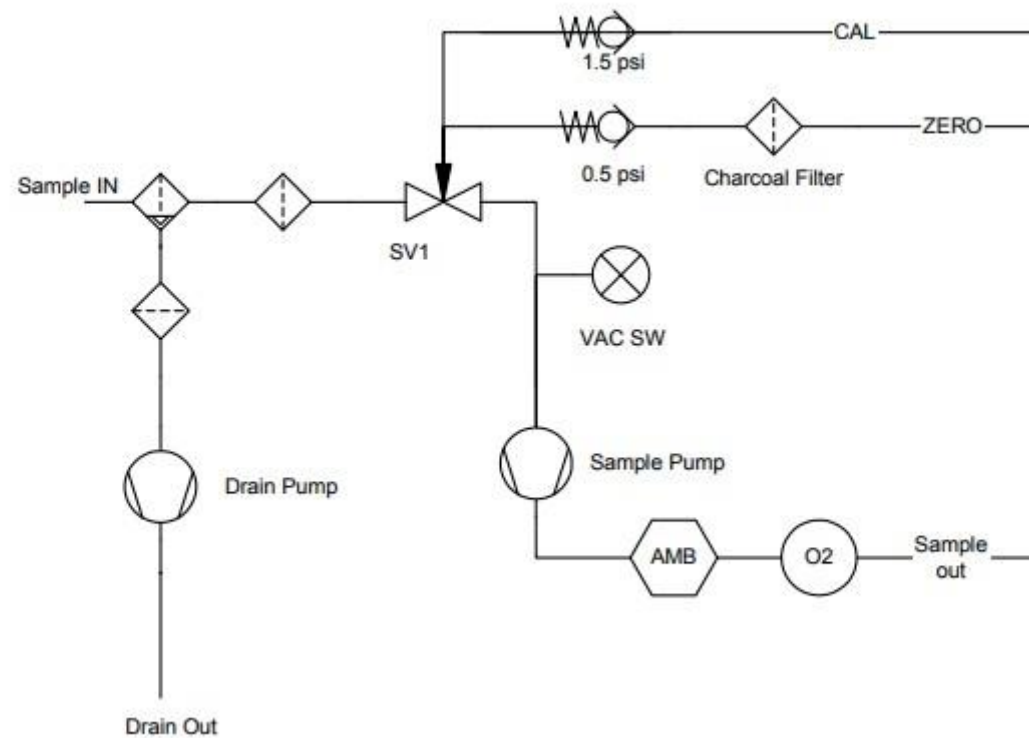 CAL
1.5 psi
ZERO
0.5 psi
Charcoal Filter
Sample IN
SV1
VAC SW
Sample Pump
Drain Pump
AMB
O2
Sample
out
Drain Out